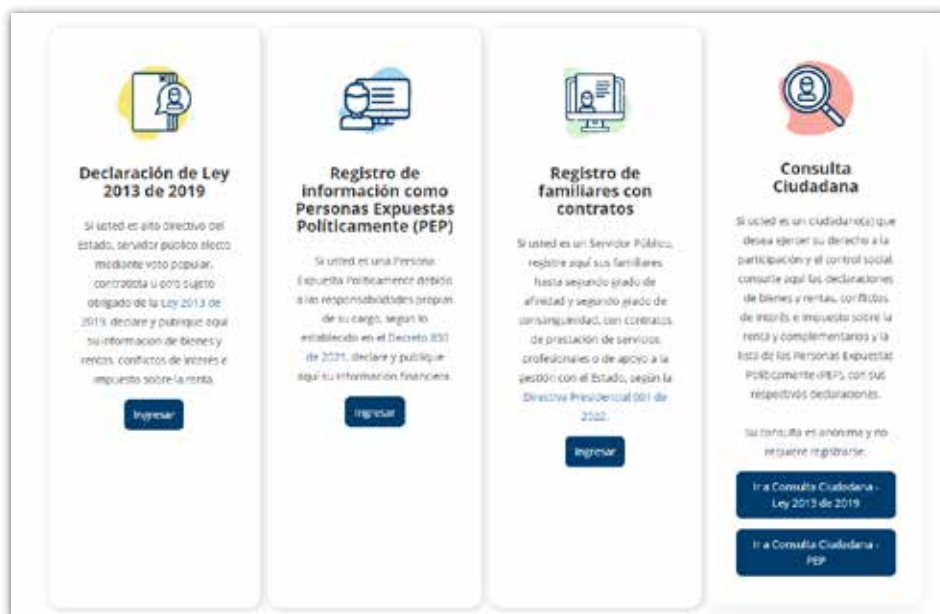 Declaración de Ley
2013 de 2019
Si usted es alto directivo del
Estado, servidor público electo
mediante voto popular,
contratista u otro sujeto
obligado de la Ley 2013 de
2019, declare y publique aquí
su información de bienes y
rentas, conflictos de interés e
impuesto sobre la renta.
Ingresar
Registro de
información como
Personas Expuestas
Políticamente (PEP)
Si usted es una Persona
Expuesta Políticamente debido
a las responsabilidades propias
de su cargo, según lo
establecido en el Decreto 830
de 2021, declare y publique
aquí su información financiera.
Ingresar
Registro de
familiares con
contratos
Si usted es un Servidor Público,
registre aquí sus familiares
hasta segundo grado de
afinidad y segundo grado de
consanguinidad, con contratos
de prestación de servicios
profesionales o de apoyo a la
gestión con el Estado, según la
Directiva Presidencial 001 de
2022.
Ingresar
Consulta
Ciudadana
Si usted es un ciudadano(a) que
desea ejercer su derecho a la
participación y el control social,
consulte aquí las declaraciones
de bienes y rentas, conflictos
de interés e impuesto sobre la
renta y complementarios y la
lista de las Personas Expuestas
Políticamente (PEP), con sus
respectivas declaraciones.
Su consulta es anónima y no
requiere registrarse.
Ir a Consulta Ciudadana -
Ley 2013 de 2019
Ir a Consulta Ciudadana -
PEP